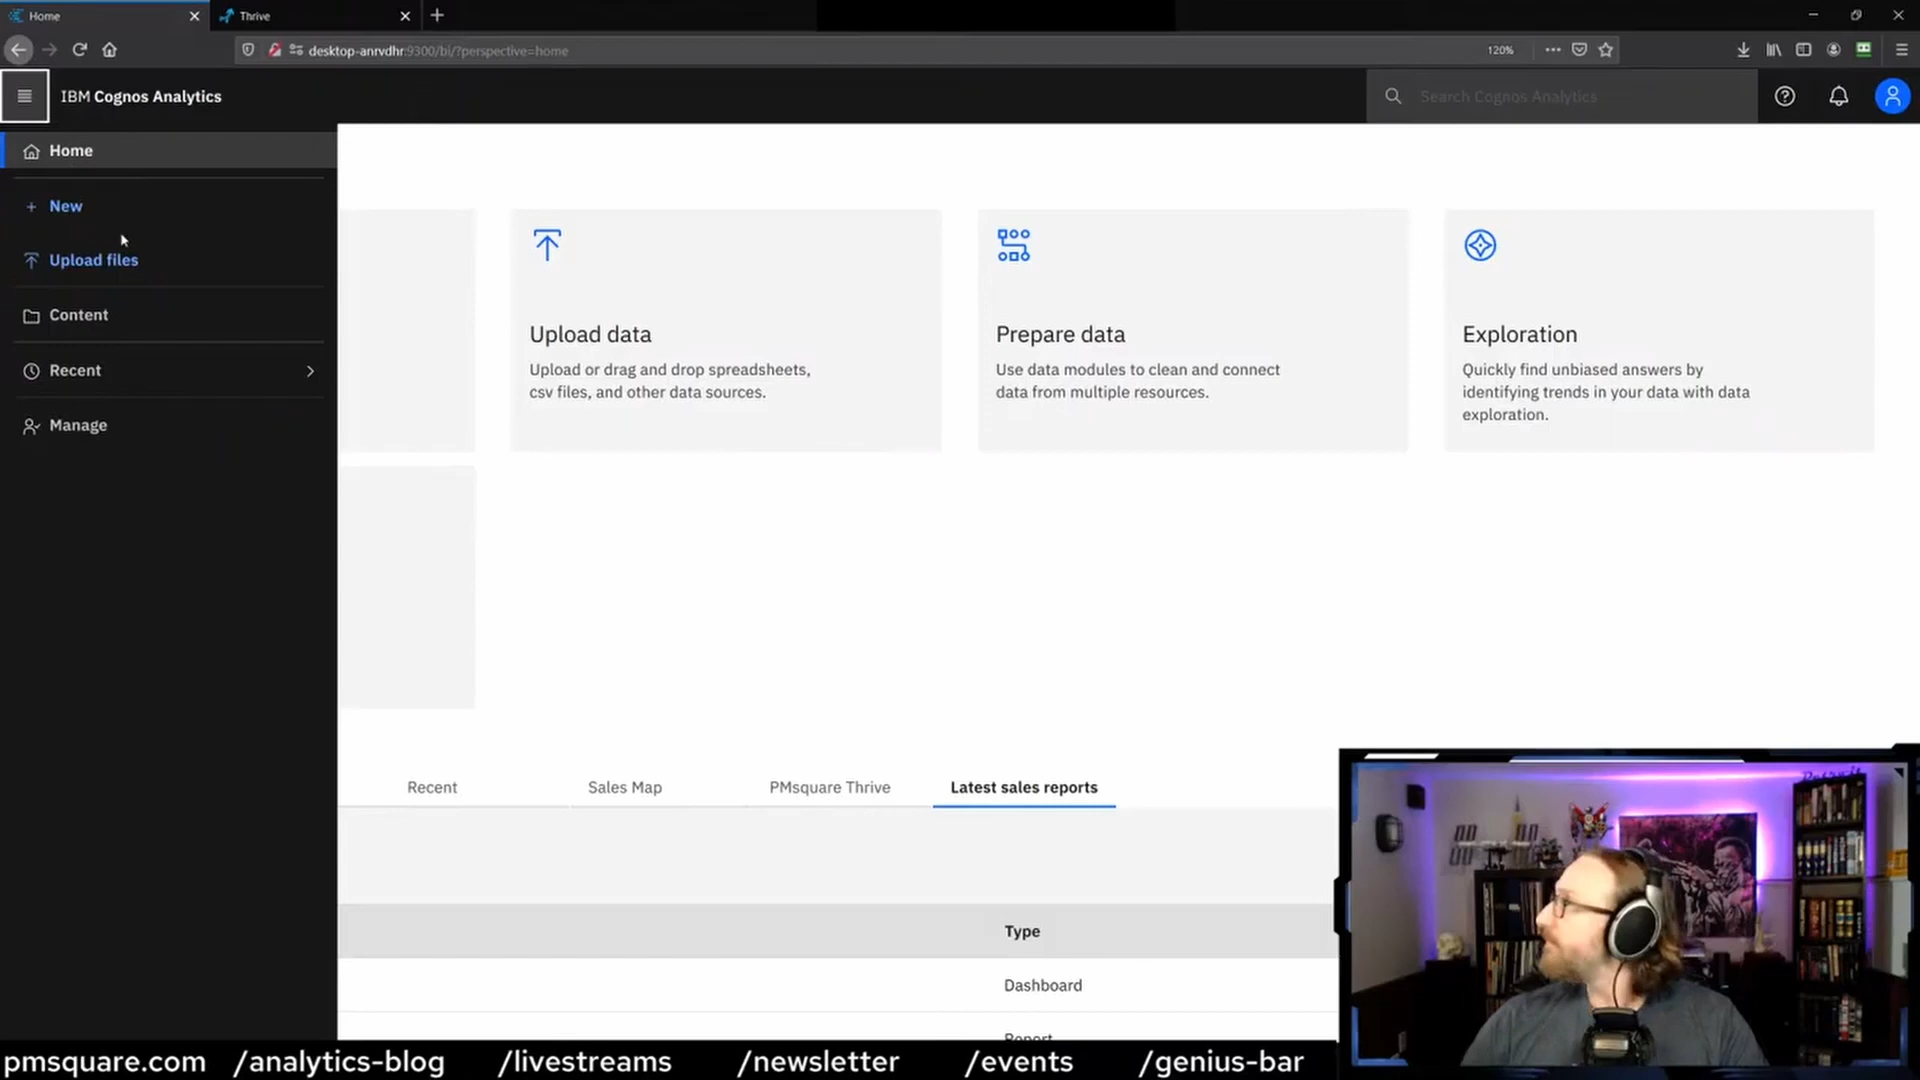 Home
Thrive
desktop-anrvdhr:9300/bi/?perspective=home
120%
IBM Cognos Analytics
Search Cognos Analytics
Home
New
Upload files
Content
Recent
Manage
Upload data
Upload or drag and drop spreadsheets,
csv files, and other data sources.
Prepare data
Use data modules to clean and connect
data from multiple resources.
Exploration
Quickly find unbiased answers by
identifying trends in your data with data
exploration.
Recent
Sales Map
PMsquare Thrive
Latest sales reports
Type
Dashboard
Report
pmsquare.com /analytics-blog /livestreams /newsletter /events /genius-bar